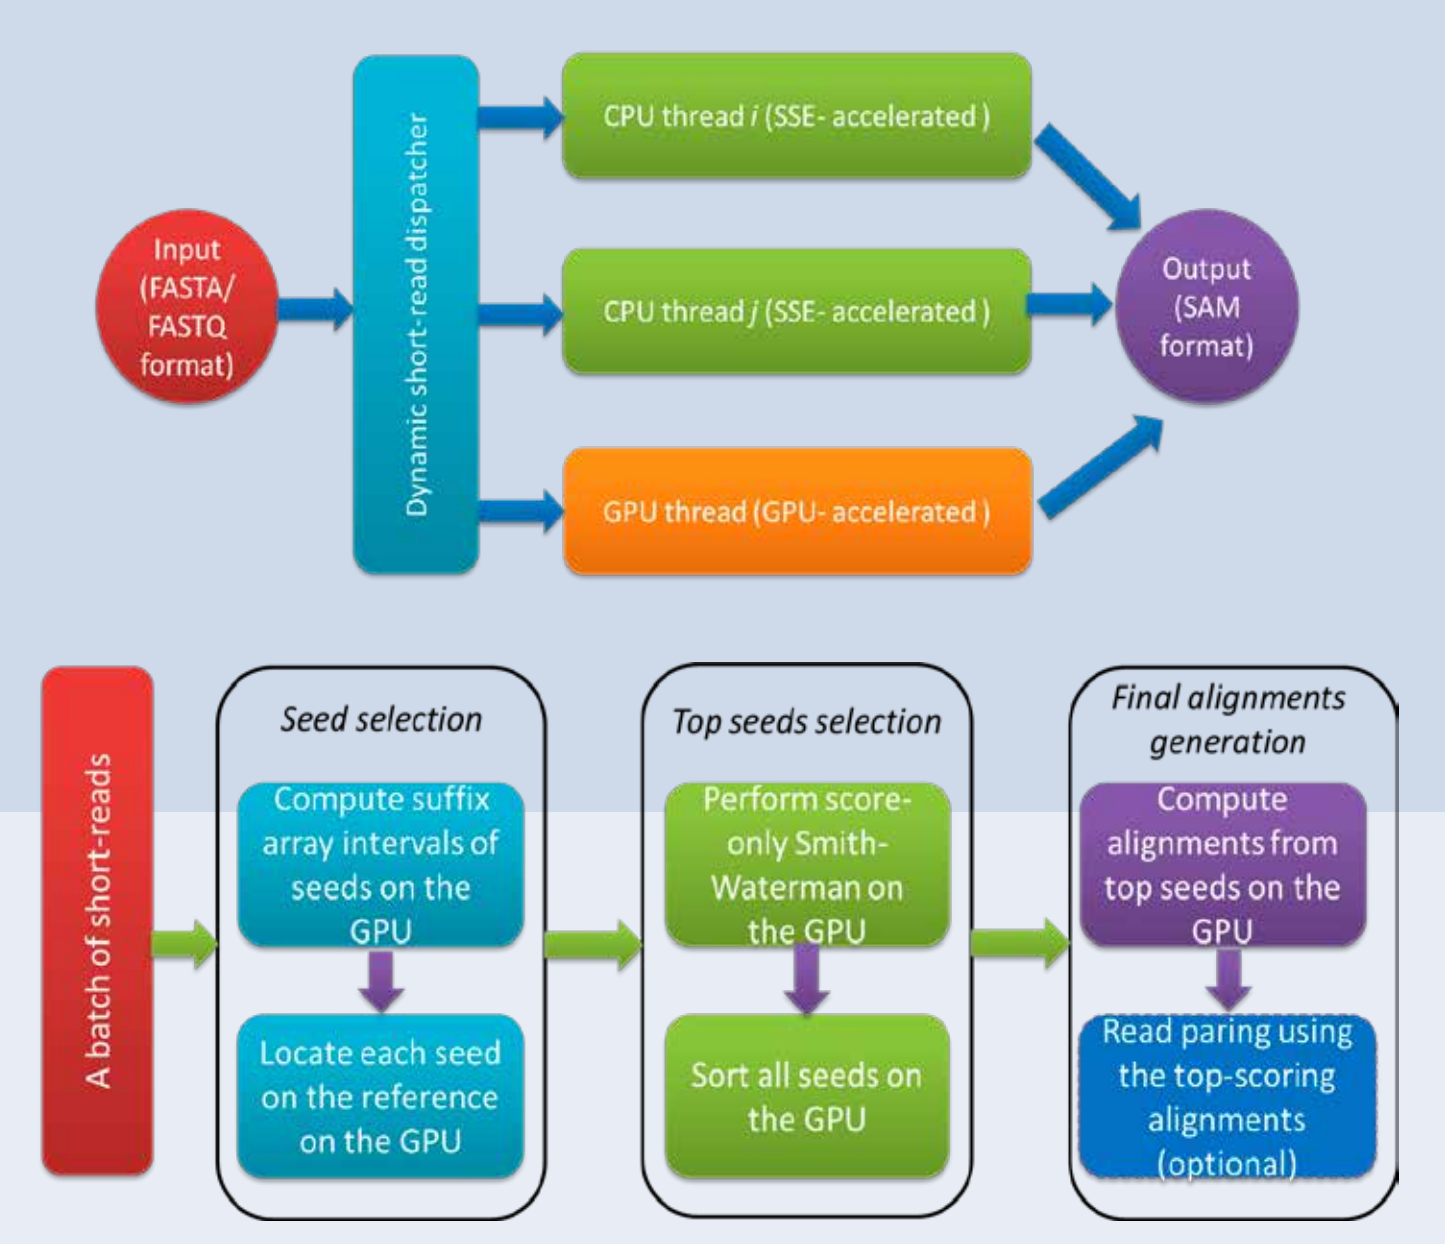 Input
(FASTA/
FASTQ
format)
Dynamic short-read dispatcher
CPU thread i (SSE- accelerated )
CPU thread j (SSE- accelerated )
GPU thread (GPU- accelerated )
Output
(SAM
format)
A batch of short-reads
Seed selection
Compute suffix
array intervals of
seeds on the
GPU
Locate each seed
on the reference
on the GPU
Top seeds selection
Perform score-
only Smith-
Waterman on
the GPU
Sort all seeds on
the GPU
Final alignments
generation
Compute
alignments from
top seeds on the
GPU
Read paring using
the top-scoring
alignments
(optional)